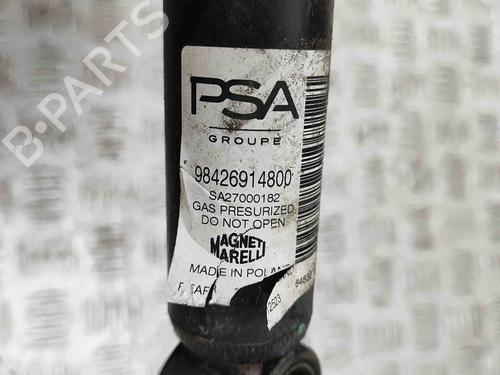 B-PARTS
PSA
GROUPE
98426914800
SA27000182
GAS PRESURIZED
DO NOT OPEN
MAGNETI
MARELLI
MADE IN POLAND